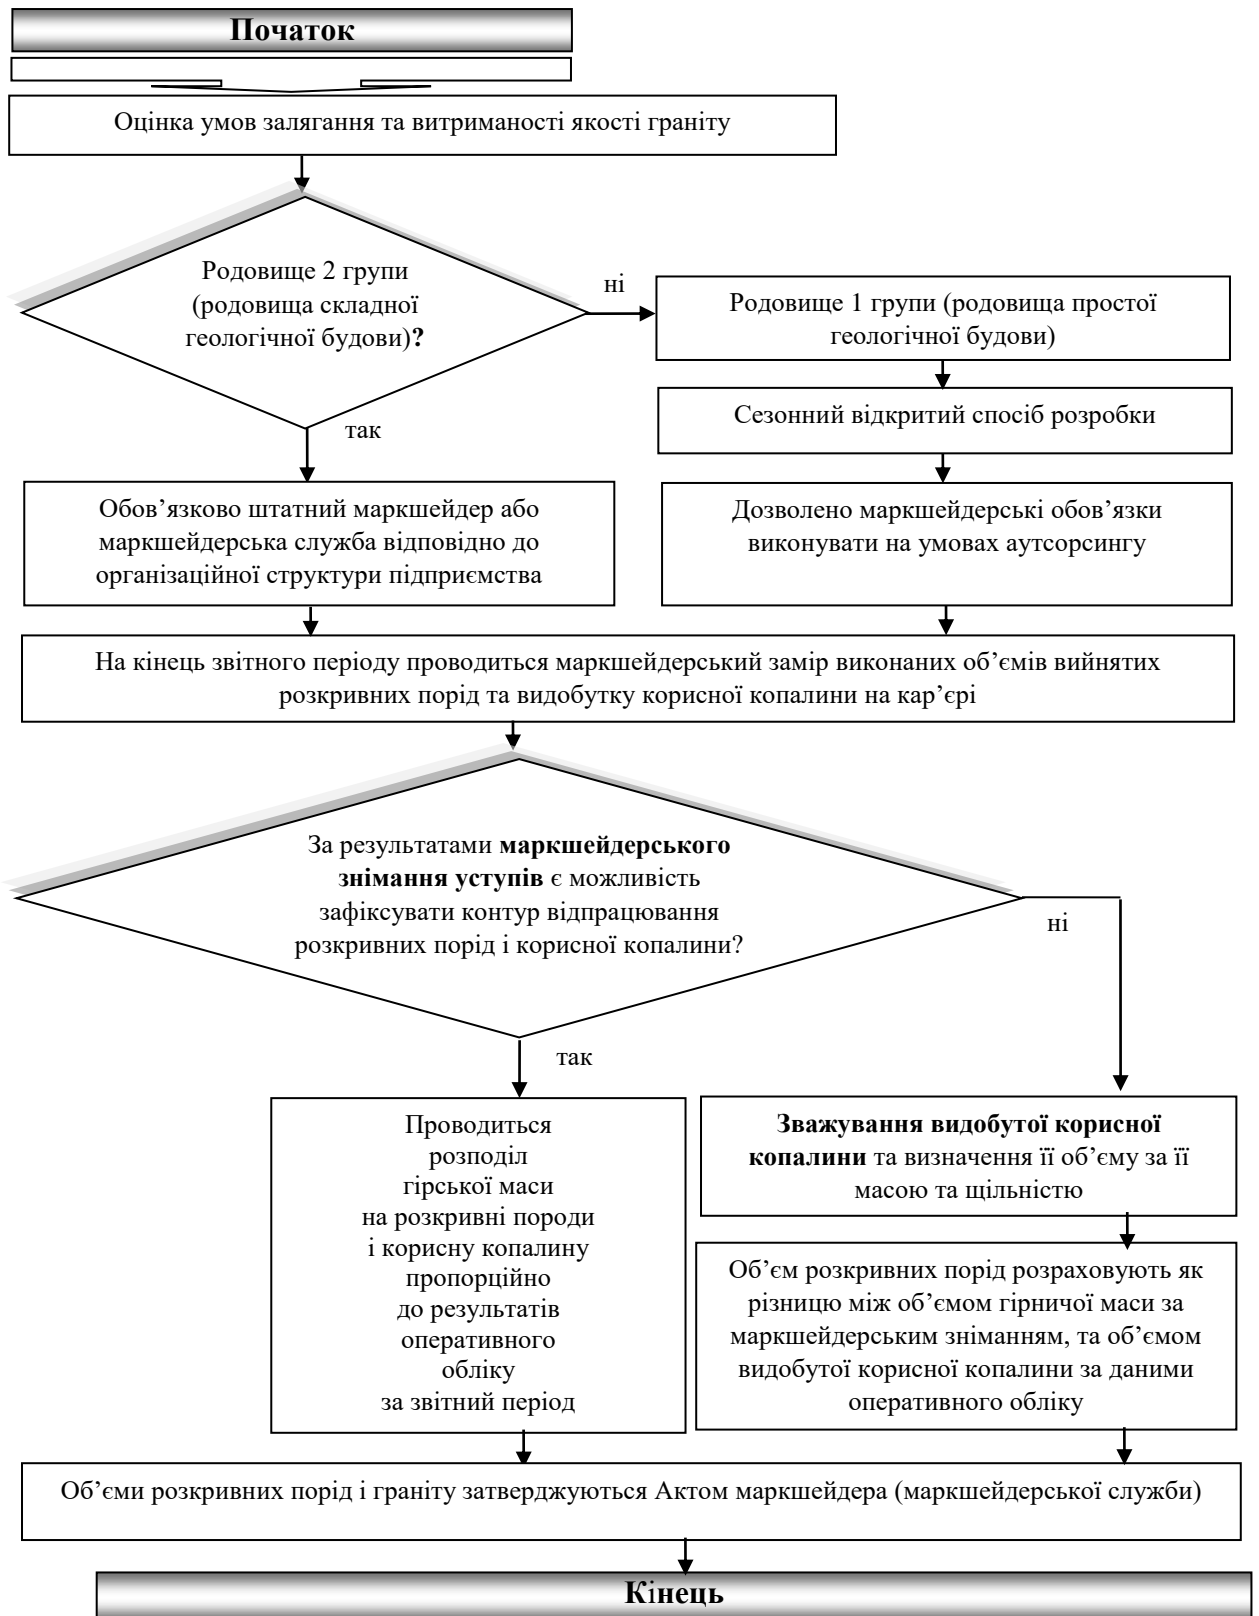 Початок
Оцінка умов залягання та витриманості якості граніту
Родовище 2 групи
(родовища складної
геологічної будови)?
ні
Родовище 1 групи (родовища простої
геологічної будови)
Сезонний відкритий спосіб розробки
так
Обов’язково штатний маркшейдер або
маркшейдерська служба відповідно до
організаційної структури підприємства
Дозволено маркшейдерські обов’язки
виконувати на умовах аутсорсингу
На кінець звітного періоду проводиться маркшейдерський замір виконаних об’ємів вийнятих
розкривних порід та видобутку корисної копалини на кар’єрі
За результатами маркшейдерського
знімання уступів є можливість
зафіксувати контур відпрацювання
розкривних порід і корисної копалини?
ні
так
Проводиться
розподіл
гірської маси
на розкривні породи
і корисну копалину
пропорційно
до результатів
оперативного
обліку
за звітний період
Зважування видобутої корисної
копалини та визначення її об’єму за її
масою та щільністю
Об’єм розкривних порід розраховують як
різницю між об’ємом гірничої маси за
маркшейдерським зніманням, та об’ємом
видобутої корисної копалини за даними
оперативного обліку
Об’єми розкривних порід і граніту затверджуються Актом маркшейдера (маркшейдерської служби)
Кінець